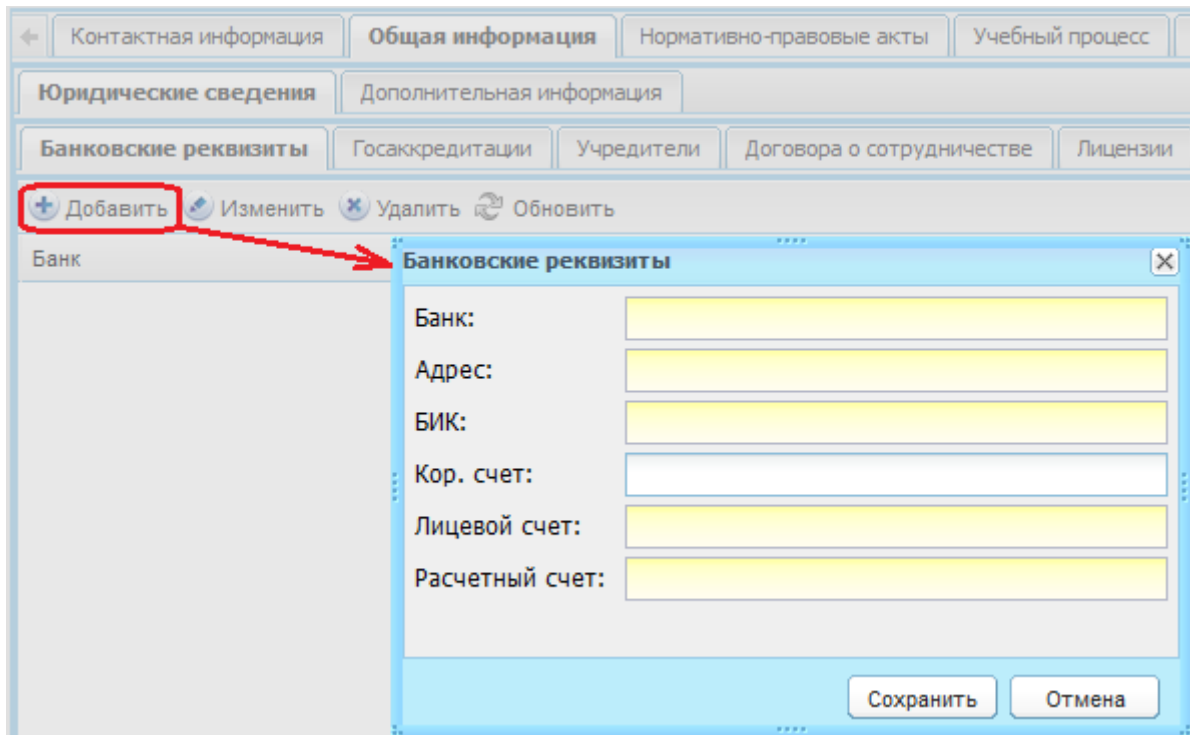 Контактная информация Общая информация Нормативно-правовые акты Учебный процесс
Юридические сведения Дополнительная информация
Банковские реквизиты Госаккредитации Учредители Договора о сотрудничестве Лицензии
Добавить Изменить Удалить Обновить
Банк
Банковские реквизиты
Банк:
Адрес:
БИК:
Кор. счет:
Лицевой счет:
Расчетный счет:
Сохранить Отмена